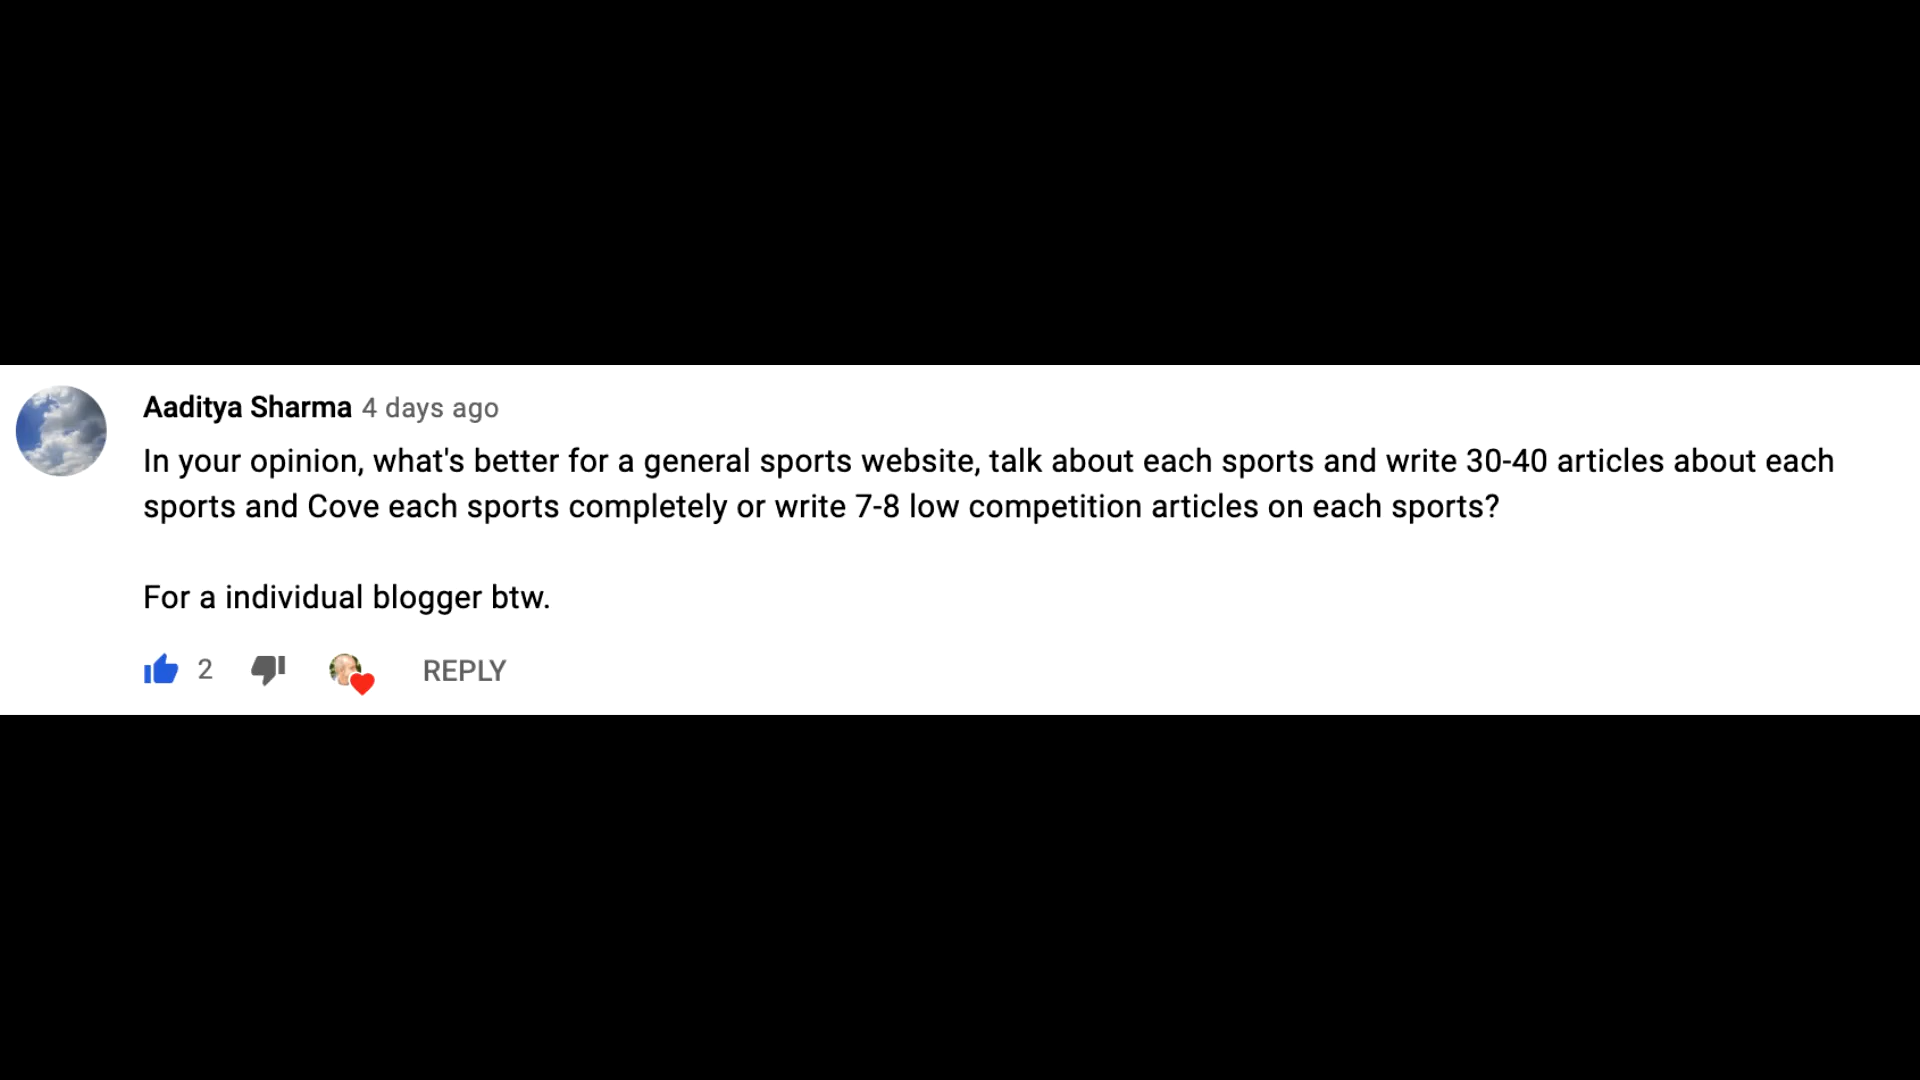 Aaditya Sharma 4 days ago
In your opinion, what's better for a general sports website, talk about each sports and write 30-40 articles about each
sports and Cove each sports completely or write 7-8 low competition articles on each sports?
For a individual blogger btw.
2 REPLY